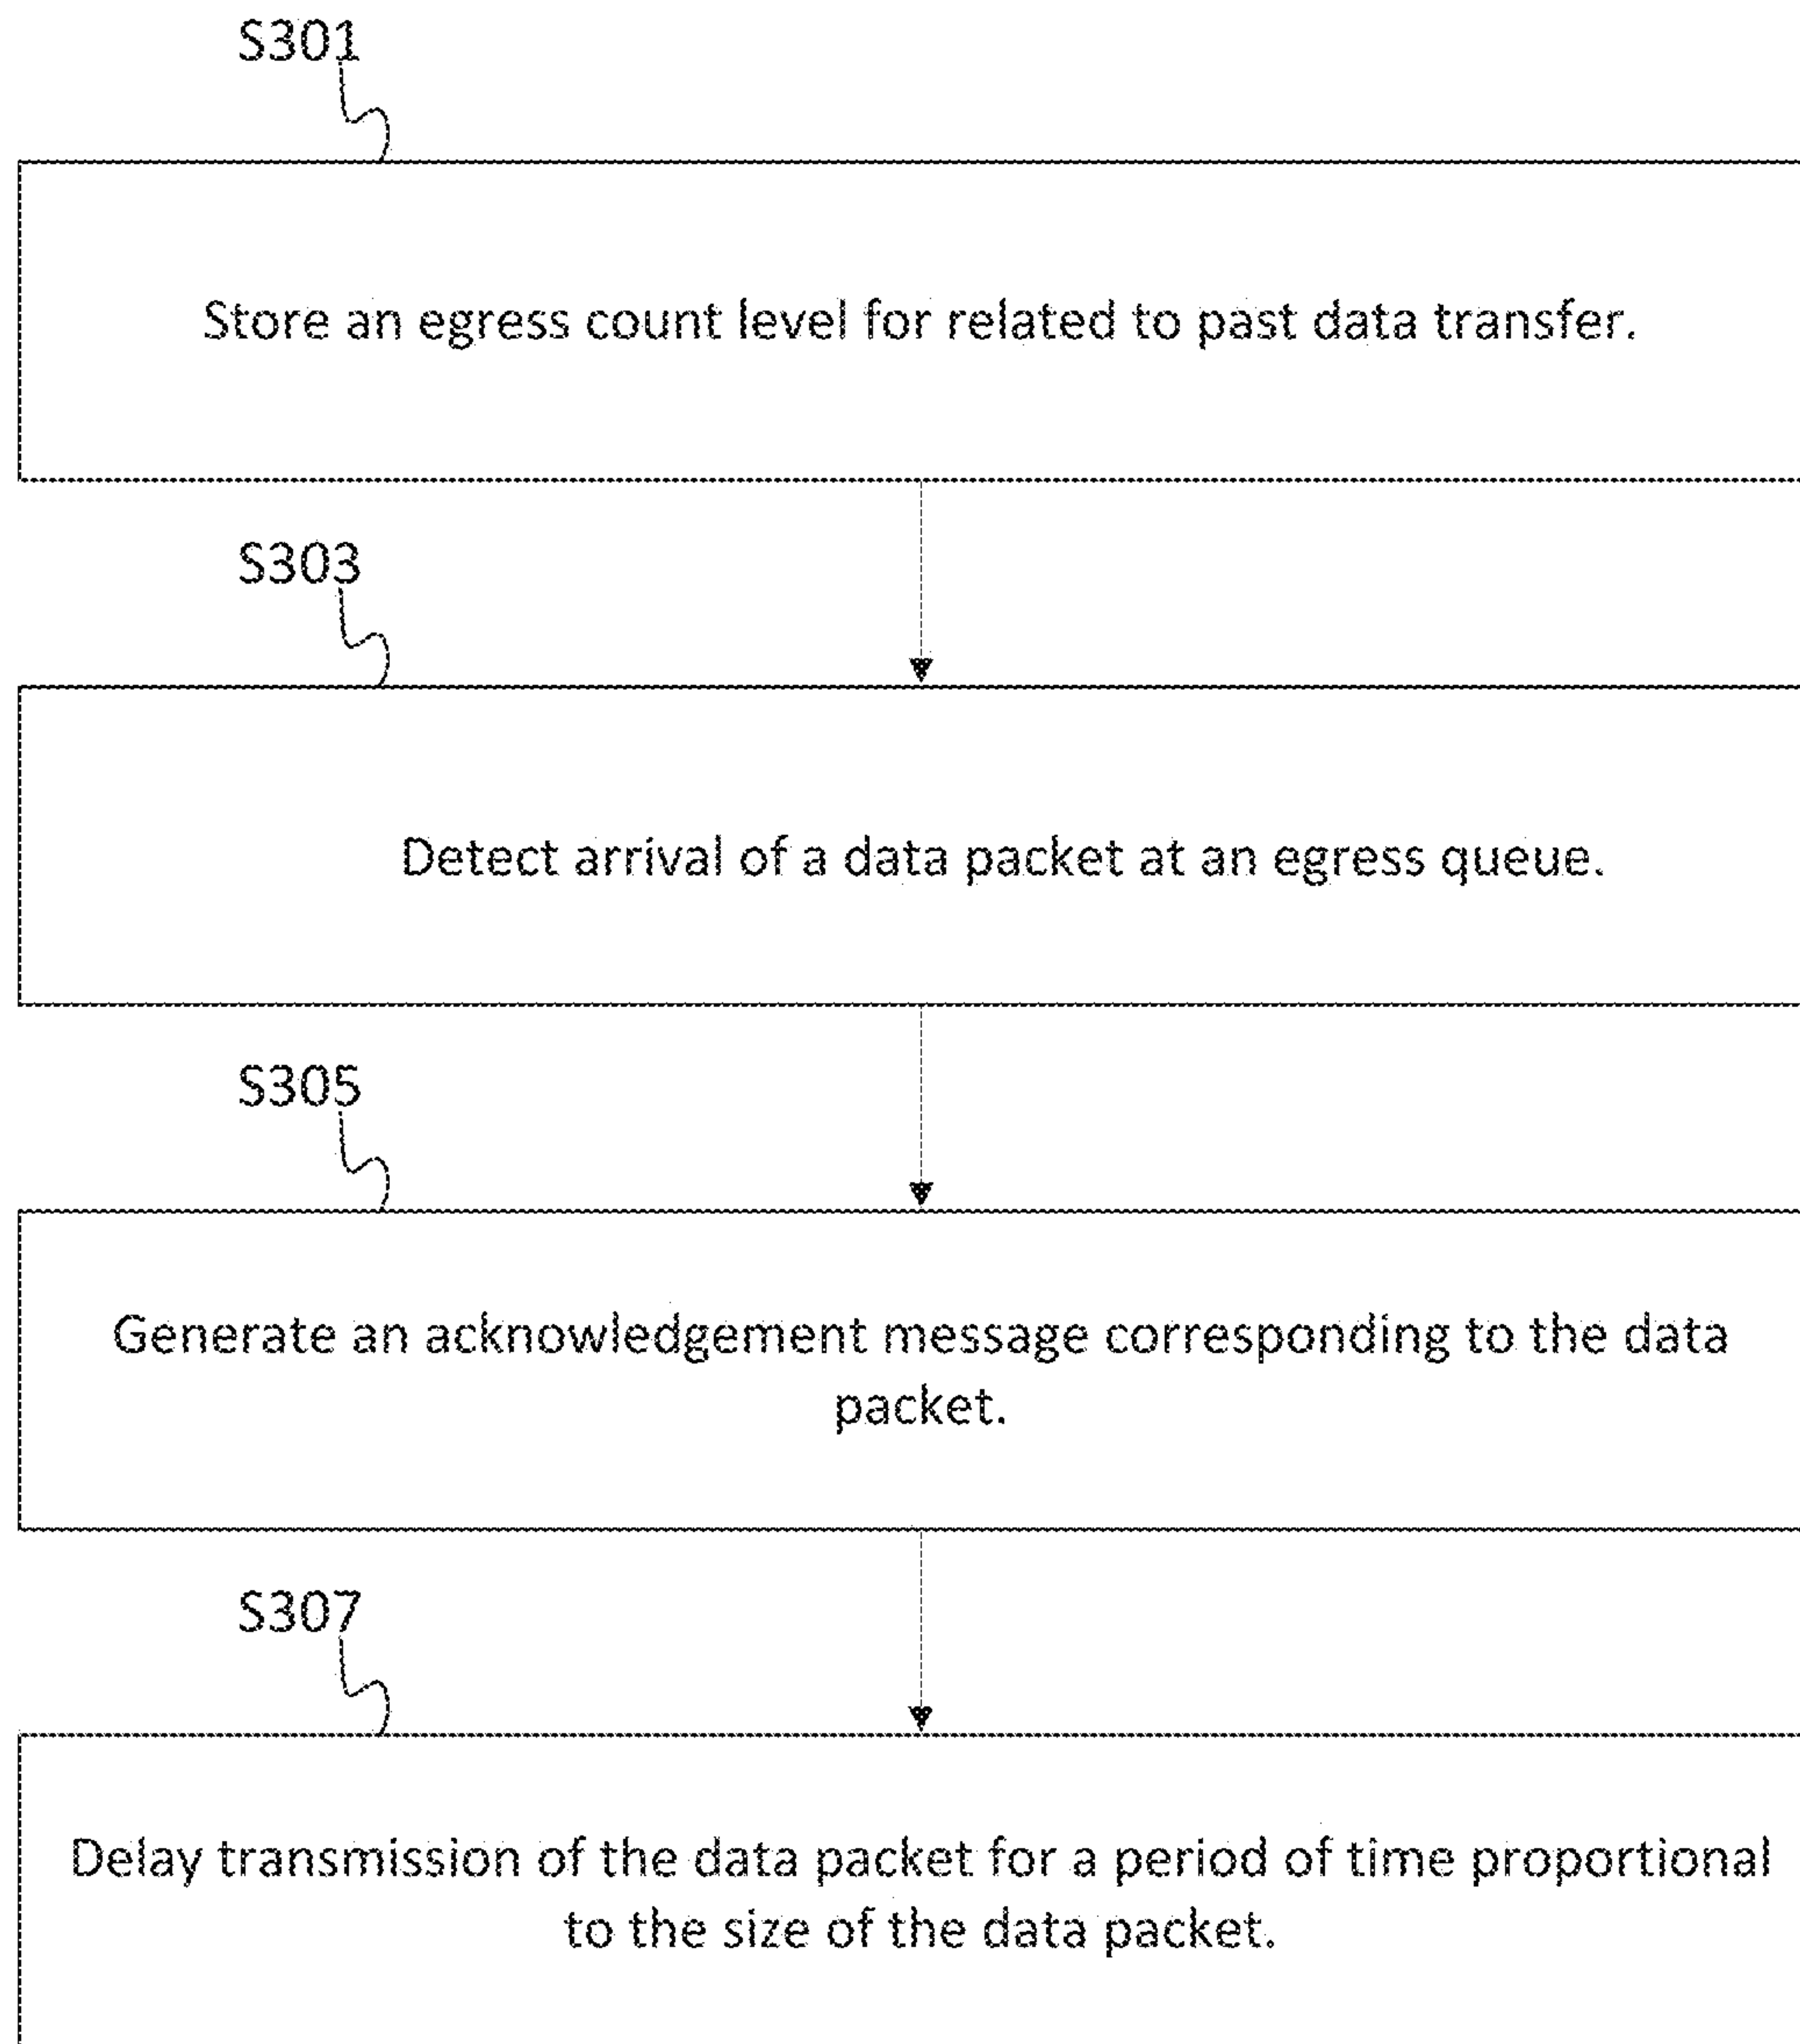 S301
Store an egress count level for related to past data transfer.
S303
Detect arrival of a data packet at an egress queue.
S305
Generate an acknowledgement message corresponding to the data
packet.
S307
Delay transmission of the data packet for a period of time proportional
to the size of the data packet.